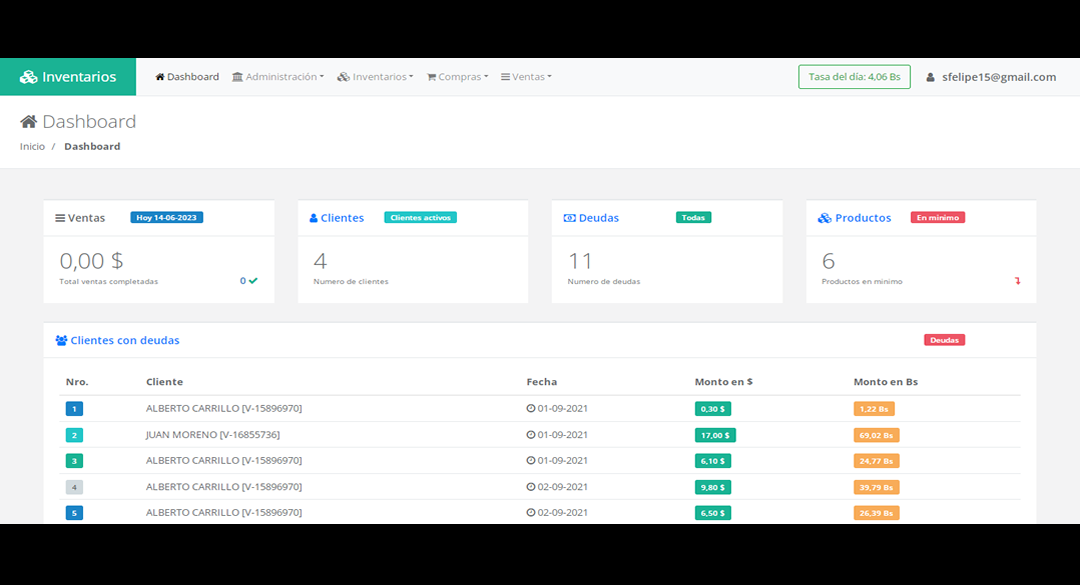 Inventarios Dashboard Administración Inventarios Compras Ventas Tasa del día: 4,06 Bs sfelipe15@gmail.com
Dashboard
Inicio / Dashboard
Ventas Hoy 14-06-2023 Clientes Clientes activos Deudas Todas Productos En minimo
0,00 $ 4 11 6
Total ventas completadas 0 Numero de clientes Numero de deudas Productos en minimo
Clientes con deudas Deudas
Nro. Cliente Fecha Monto en $ Monto en Bs
1 ALBERTO CARRILLO [V-15896970] 01-09-2021 0,30 $ 1,22 Bs
2 JUAN MORENO [V-16855736] 01-09-2021 17,00 $ 69,02 Bs
3 ALBERTO CARRILLO [V-15896970] 01-09-2021 6,10 $ 24,77 Bs
4 ALBERTO CARRILLO [V-15896970] 02-09-2021 9,80 $ 39,79 Bs
5 ALBERTO CARRILLO [V-15896970] 02-09-2021 6,50 $ 26,39 Bs